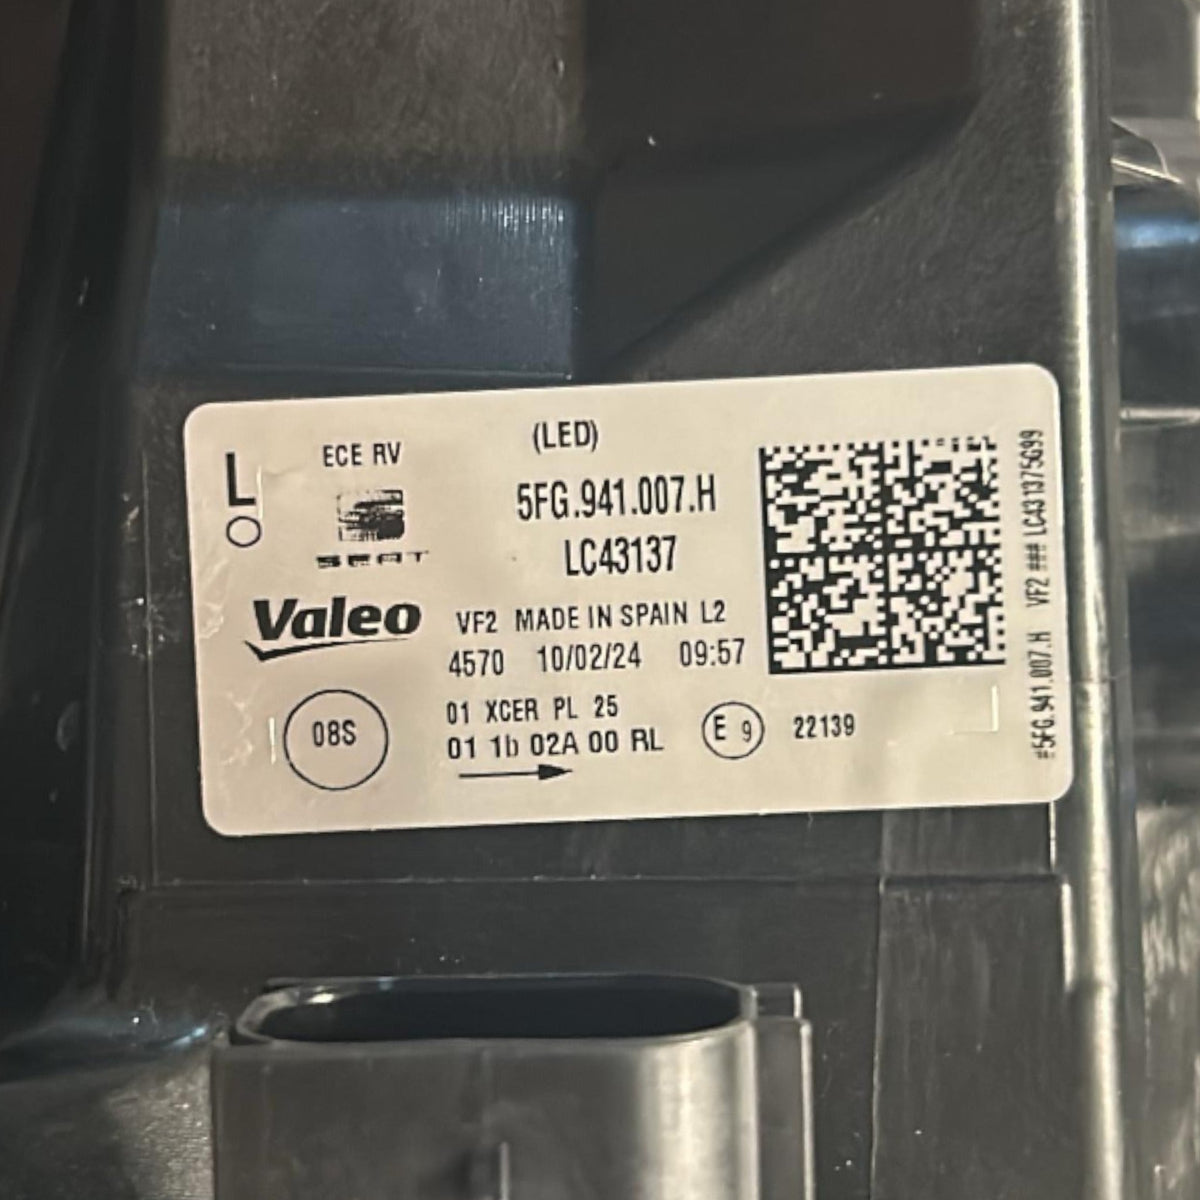 L
O
ECE RV
SEAT
(LED)
5FG.941.007.H
LC43137
Valeo
VF2 MADE IN SPAIN L2
4570 10/02/24 09:57
08S
01 XCER PL 25
01 1b 02A 00 RL
E 9
22139
#5FG.941.007.H VF2 ### LC431375G99